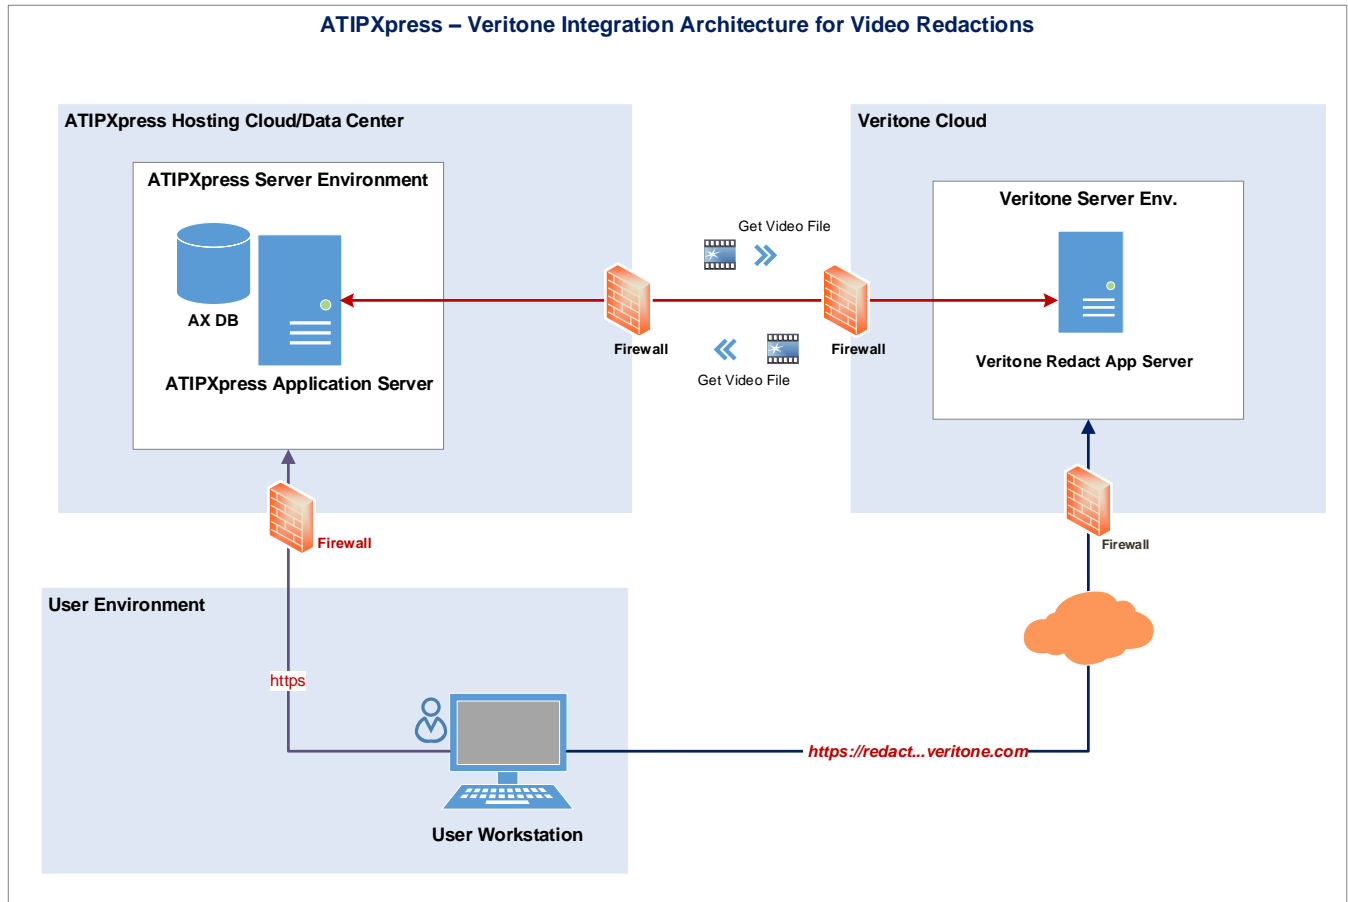 ATIPXpress – Veritone Integration Architecture for Video Redactions
ATIPXpress Hosting Cloud/Data Center
Veritone Cloud
ATIPXpress Server Environment
Veritone Server Env.
Get Video File
AX DB
Firewall
Firewall
Get Video File
ATIPXpress Application Server
Veritone Redact App Server
Firewall
Firewall
User Environment
https
https://redact...veritone.com
User Workstation